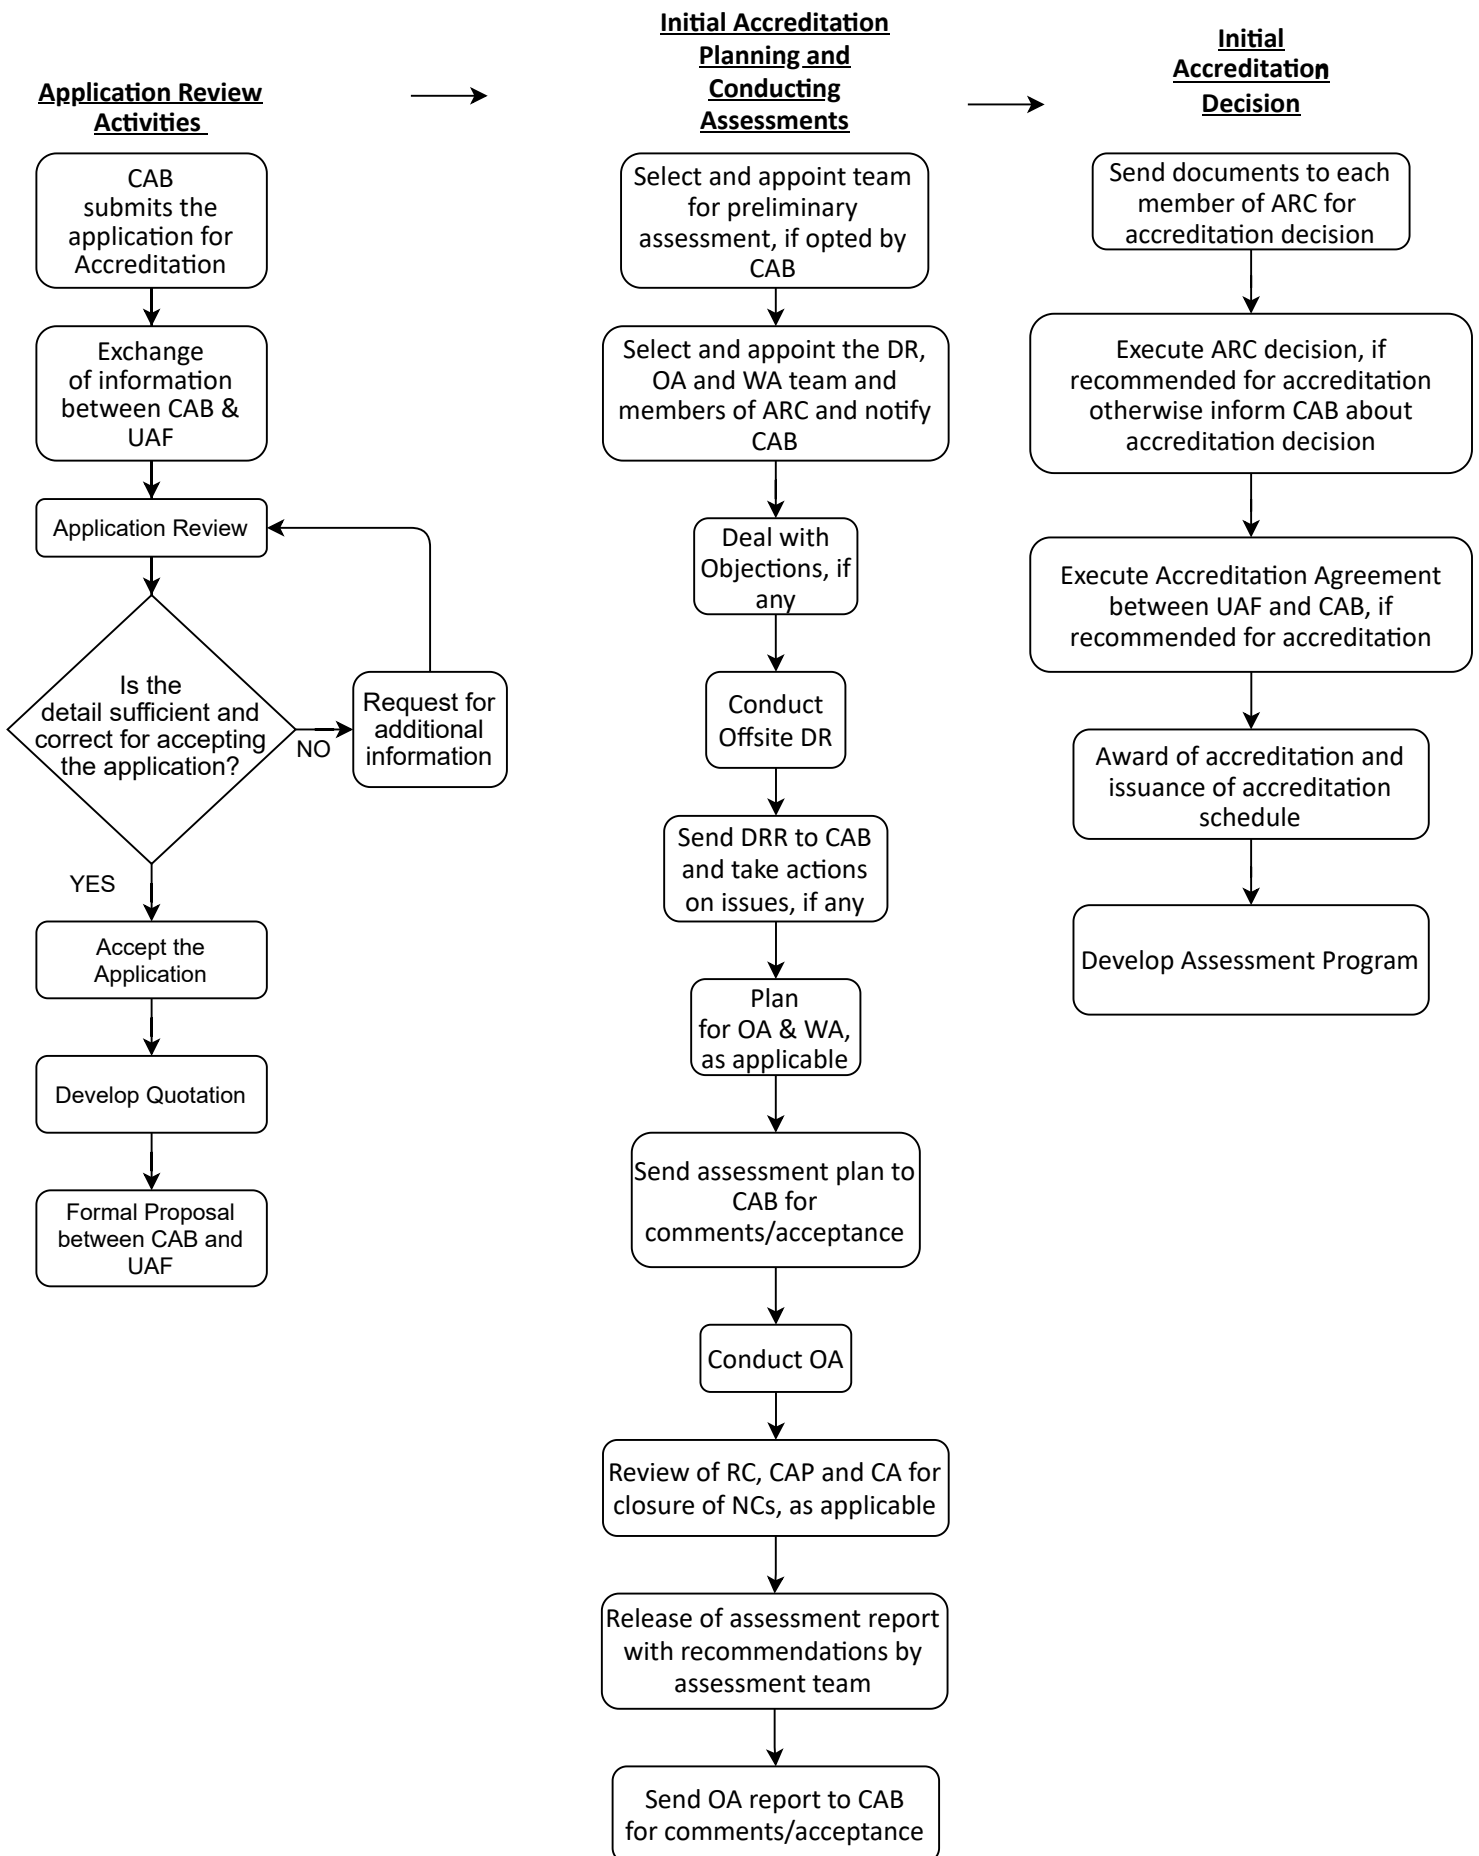 Application Review
Activities
CAB
submits the
application for
Accreditation
Exchange
of information
between CAB &
UAF
Application Review
Is the
detail sufficient and
correct for accepting
the application?
NO
Request for
additional
information
YES
Accept the
Application
Develop Quotation
Formal Proposal
between CAB and
UAF
Initial Accreditation
Planning and
Conducting
Assessments
Select and appoint team
for preliminary
assessment, if opted by
CAB
Select and appoint the DR,
OA and WA team and
members of ARC and notify
CAB
Deal with
Objections, if
any
Conduct
Offsite DR
Send DRR to CAB
and take actions
on issues, if any
Plan
for OA & WA,
as applicable
Send assessment plan to
CAB for
comments/acceptance
Conduct OA
Review of RC, CAP and CA for
closure of NCs, as applicable
Release of assessment report
with recommendations by
assessment team
Send OA report to CAB
for comments/acceptance
Initial
Accreditation
Decision
Send documents to each
member of ARC for
accreditation decision
Execute ARC decision, if
recommended for accreditation
otherwise inform CAB about
accreditation decision
Execute Accreditation Agreement
between UAF and CAB, if
recommended for accreditation
Award of accreditation and
issuance of accreditation
schedule
Develop Assessment Program